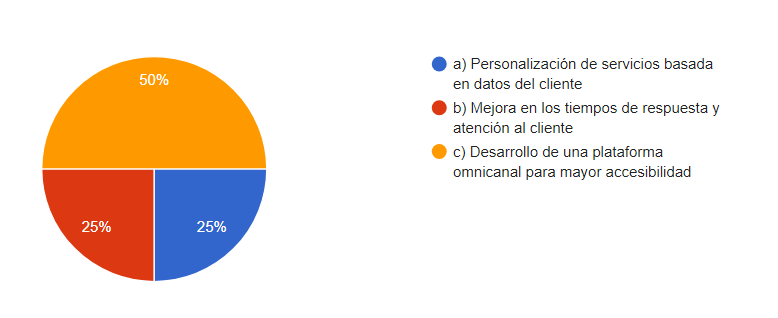 50%
25%
25%
a) Personalización de servicios basada
en datos del cliente
b) Mejora en los tiempos de respuesta y
atención al cliente
c) Desarrollo de una plataforma
omnicanal para mayor accesibilidad